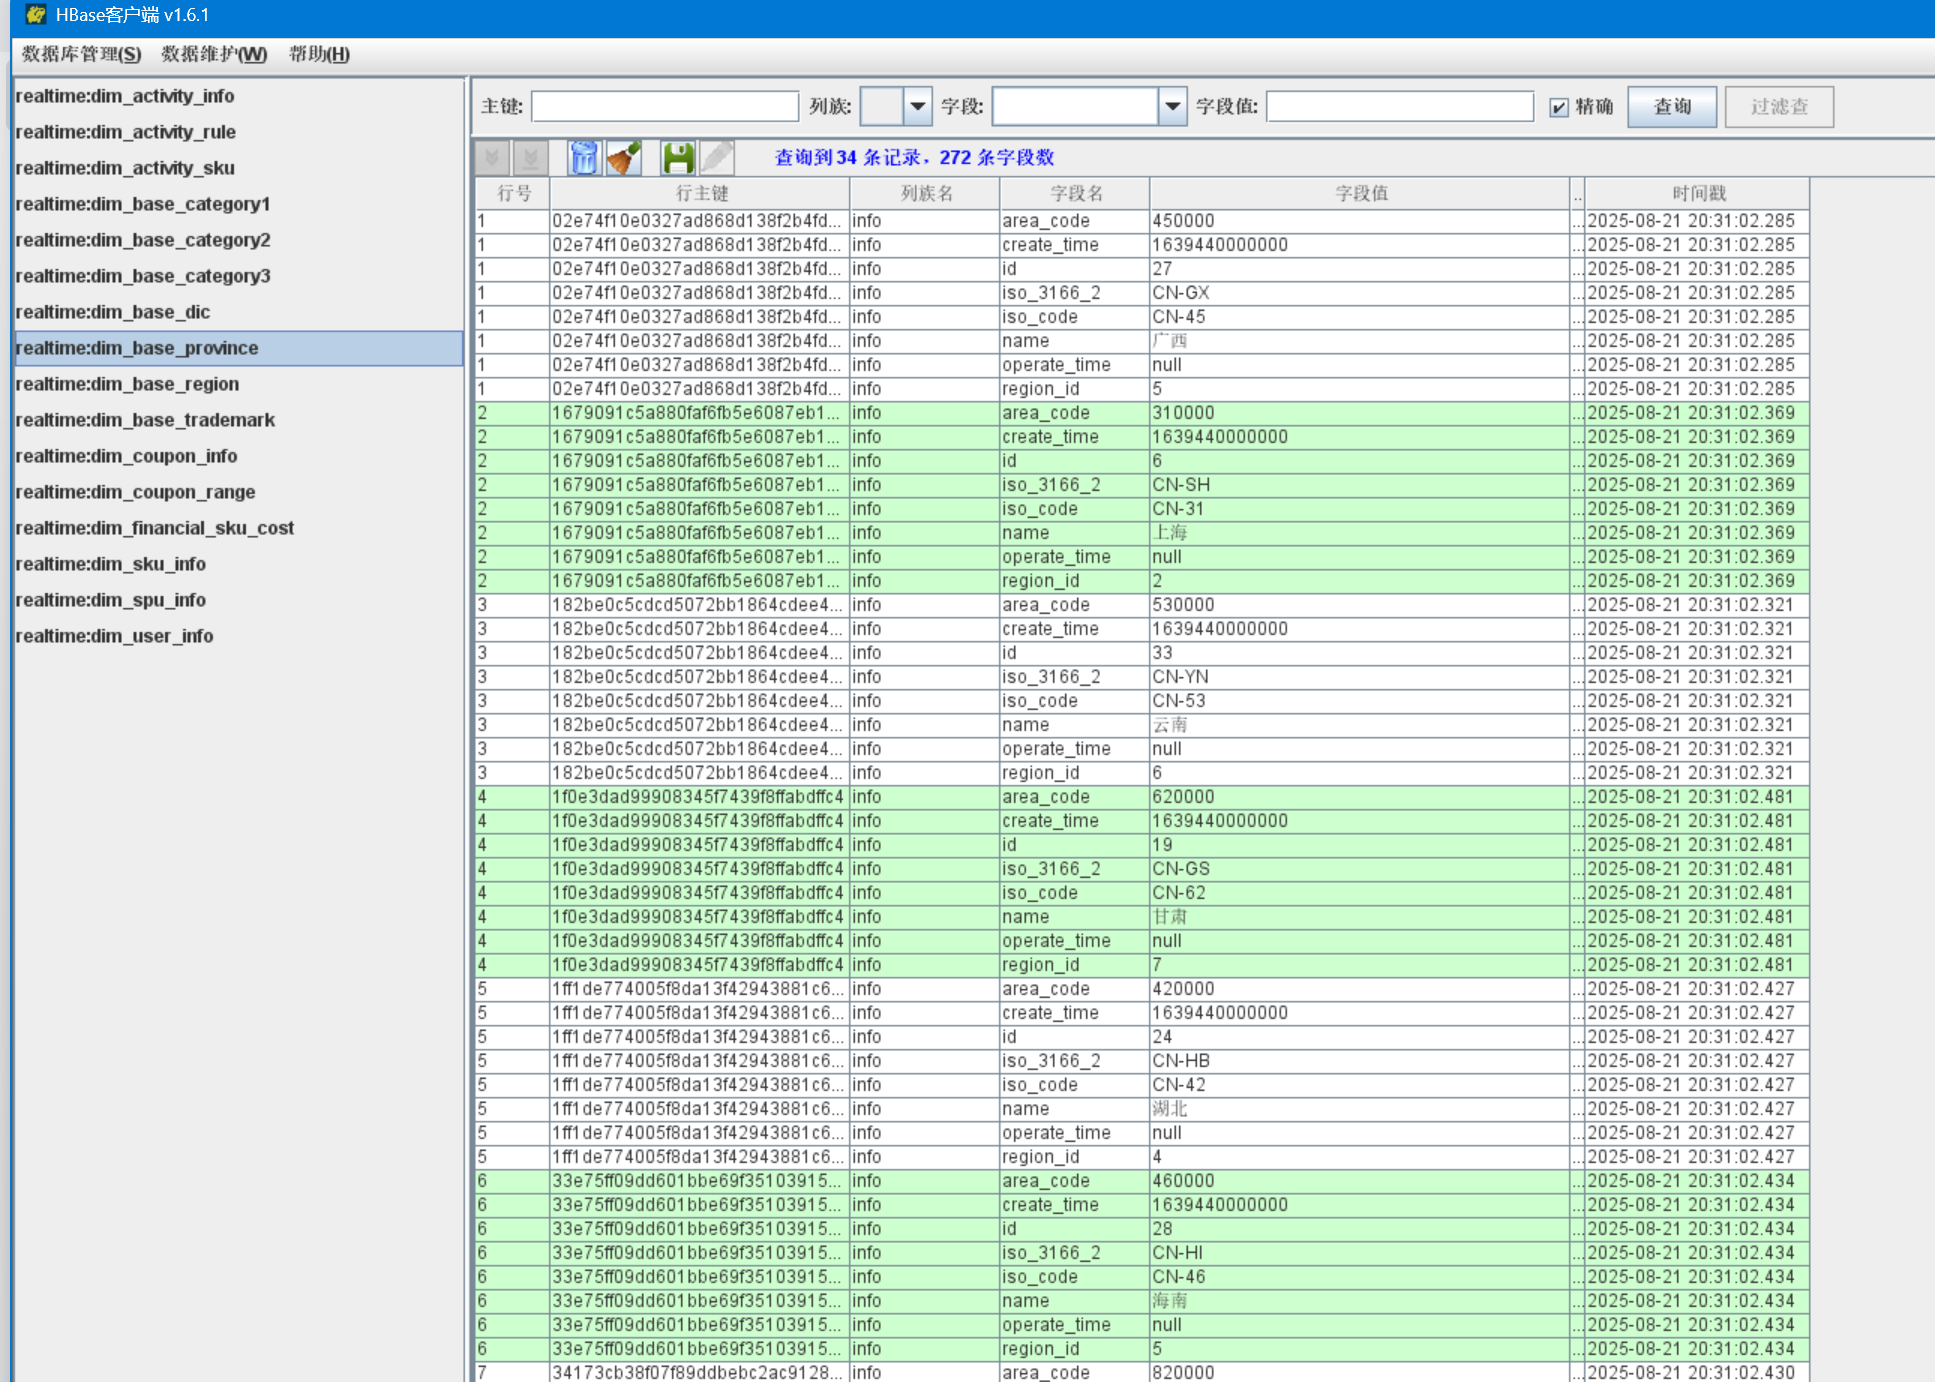 HBase客户端 v1.6.1
数据库管理(S) 数据维护(W) 帮助(H)
realtime:dim_activity_info
realtime:dim_activity_rule
realtime:dim_activity_sku
realtime:dim_base_category1
realtime:dim_base_category2
realtime:dim_base_category3
realtime:dim_base_dic
realtime:dim_base_province
realtime:dim_base_region
realtime:dim_base_trademark
realtime:dim_coupon_info
realtime:dim_coupon_range
realtime:dim_financial_sku_cost
realtime:dim_sku_info
realtime:dim_spu_info
realtime:dim_user_info
主键: 列族: 字段: 字段值: 精确 查询 过滤查
查询到 34 条记录，272 条字段数
行号 行主键 列族名 字段名 字段值 .. 时间戳
1 02e74f10e0327ad868d138f2b4fd... info area_code 450000 ... 2025-08-21 20:31:02.285
1 02e74f10e0327ad868d138f2b4fd... info create_time 1639440000000 ... 2025-08-21 20:31:02.285
1 02e74f10e0327ad868d138f2b4fd... info id 27 ... 2025-08-21 20:31:02.285
1 02e74f10e0327ad868d138f2b4fd... info iso_3166_2 CN-GX ... 2025-08-21 20:31:02.285
1 02e74f10e0327ad868d138f2b4fd... info iso_code CN-45 ... 2025-08-21 20:31:02.285
1 02e74f10e0327ad868d138f2b4fd... info name 广西 ... 2025-08-21 20:31:02.285
1 02e74f10e0327ad868d138f2b4fd... info operate_time null ... 2025-08-21 20:31:02.285
1 02e74f10e0327ad868d138f2b4fd... info region_id 5 ... 2025-08-21 20:31:02.285
2 1679091c5a880faf6fb5e6087eb1... info area_code 310000 ... 2025-08-21 20:31:02.369
2 1679091c5a880faf6fb5e6087eb1... info create_time 1639440000000 ... 2025-08-21 20:31:02.369
2 1679091c5a880faf6fb5e6087eb1... info id 6 ... 2025-08-21 20:31:02.369
2 1679091c5a880faf6fb5e6087eb1... info iso_3166_2 CN-SH ... 2025-08-21 20:31:02.369
2 1679091c5a880faf6fb5e6087eb1... info iso_code CN-31 ... 2025-08-21 20:31:02.369
2 1679091c5a880faf6fb5e6087eb1... info name 上海 ... 2025-08-21 20:31:02.369
2 1679091c5a880faf6fb5e6087eb1... info operate_time null ... 2025-08-21 20:31:02.369
2 1679091c5a880faf6fb5e6087eb1... info region_id 2 ... 2025-08-21 20:31:02.369
3 182be0c5cdcd5072bb1864cdee4... info area_code 530000 ... 2025-08-21 20:31:02.321
3 182be0c5cdcd5072bb1864cdee4... info create_time 1639440000000 ... 2025-08-21 20:31:02.321
3 182be0c5cdcd5072bb1864cdee4... info id 33 ... 2025-08-21 20:31:02.321
3 182be0c5cdcd5072bb1864cdee4... info iso_3166_2 CN-YN ... 2025-08-21 20:31:02.321
3 182be0c5cdcd5072bb1864cdee4... info iso_code CN-53 ... 2025-08-21 20:31:02.321
3 182be0c5cdcd5072bb1864cdee4... info name 云南 ... 2025-08-21 20:31:02.321
3 182be0c5cdcd5072bb1864cdee4... info operate_time null ... 2025-08-21 20:31:02.321
3 182be0c5cdcd5072bb1864cdee4... info region_id 6 ... 2025-08-21 20:31:02.321
4 1f0e3dad99908345f7439f8ffabdffc4 info area_code 620000 ... 2025-08-21 20:31:02.481
4 1f0e3dad99908345f7439f8ffabdffc4 info create_time 1639440000000 ... 2025-08-21 20:31:02.481
4 1f0e3dad99908345f7439f8ffabdffc4 info id 19 ... 2025-08-21 20:31:02.481
4 1f0e3dad99908345f7439f8ffabdffc4 info iso_3166_2 CN-GS ... 2025-08-21 20:31:02.481
4 1f0e3dad99908345f7439f8ffabdffc4 info iso_code CN-62 ... 2025-08-21 20:31:02.481
4 1f0e3dad99908345f7439f8ffabdffc4 info name 甘肃 ... 2025-08-21 20:31:02.481
4 1f0e3dad99908345f7439f8ffabdffc4 info operate_time null ... 2025-08-21 20:31:02.481
4 1f0e3dad99908345f7439f8ffabdffc4 info region_id 7 ... 2025-08-21 20:31:02.481
5 1ff1de774005f8da13f42943881c6... info area_code 420000 ... 2025-08-21 20:31:02.427
5 1ff1de774005f8da13f42943881c6... info create_time 1639440000000 ... 2025-08-21 20:31:02.427
5 1ff1de774005f8da13f42943881c6... info id 24 ... 2025-08-21 20:31:02.427
5 1ff1de774005f8da13f42943881c6... info iso_3166_2 CN-HB ... 2025-08-21 20:31:02.427
5 1ff1de774005f8da13f42943881c6... info iso_code CN-42 ... 2025-08-21 20:31:02.427
5 1ff1de774005f8da13f42943881c6... info name 湖北 ... 2025-08-21 20:31:02.427
5 1ff1de774005f8da13f42943881c6... info operate_time null ... 2025-08-21 20:31:02.427
5 1ff1de774005f8da13f42943881c6... info region_id 4 ... 2025-08-21 20:31:02.427
6 33e75ff09dd601bbe69f35103915... info area_code 460000 ... 2025-08-21 20:31:02.434
6 33e75ff09dd601bbe69f35103915... info create_time 1639440000000 ... 2025-08-21 20:31:02.434
6 33e75ff09dd601bbe69f35103915... info id 28 ... 2025-08-21 20:31:02.434
6 33e75ff09dd601bbe69f35103915... info iso_3166_2 CN-HI ... 2025-08-21 20:31:02.434
6 33e75ff09dd601bbe69f35103915... info iso_code CN-46 ... 2025-08-21 20:31:02.434
6 33e75ff09dd601bbe69f35103915... info name 海南 ... 2025-08-21 20:31:02.434
6 33e75ff09dd601bbe69f35103915... info operate_time null ... 2025-08-21 20:31:02.434
6 33e75ff09dd601bbe69f35103915... info region_id 5 ... 2025-08-21 20:31:02.434
7 34173cb38f07f89ddbebc2ac9128... info area_code 820000 ... 2025-08-21 20:31:02.430